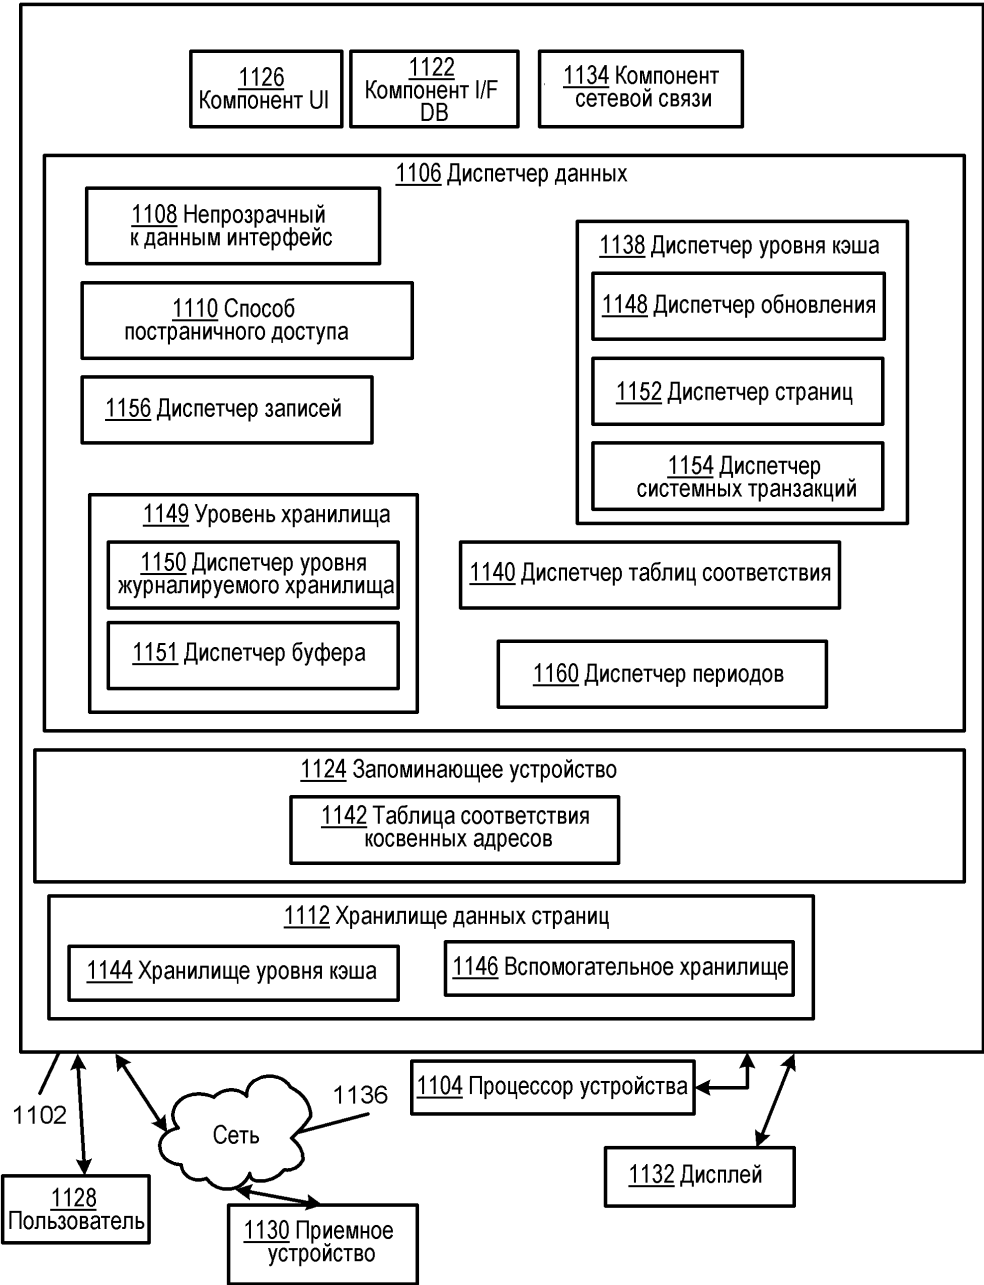 1126
Компонент UI
1122
Компонент I/F
DB
1134 Компонент
сетевой связи
1106 Диспетчер данных
1108 Непрозрачный
к данным интерфейс
1110 Способ
постраничного доступа
1156 Диспетчер записей
1138 Диспетчер уровня кэша
1148 Диспетчер обновления
1152 Диспетчер страниц
1154 Диспетчер
системных транзакций
1149 Уровень хранилища
1150 Диспетчер уровня
журналируемого хранилища
1151 Диспетчер буфера
1140 Диспетчер таблиц соответствия
1160 Диспетчер периодов
1124 Запоминающее устройство
1142 Таблица соответствия
косвенных адресов
1112 Хранилище данных страниц
1144 Хранилище уровня кэша
1146 Вспомогательное хранилище
1102
1136
Сеть
1104 Процессор устройства
1128
Пользователь
1130 Приемное
устройство
1132 Дисплей